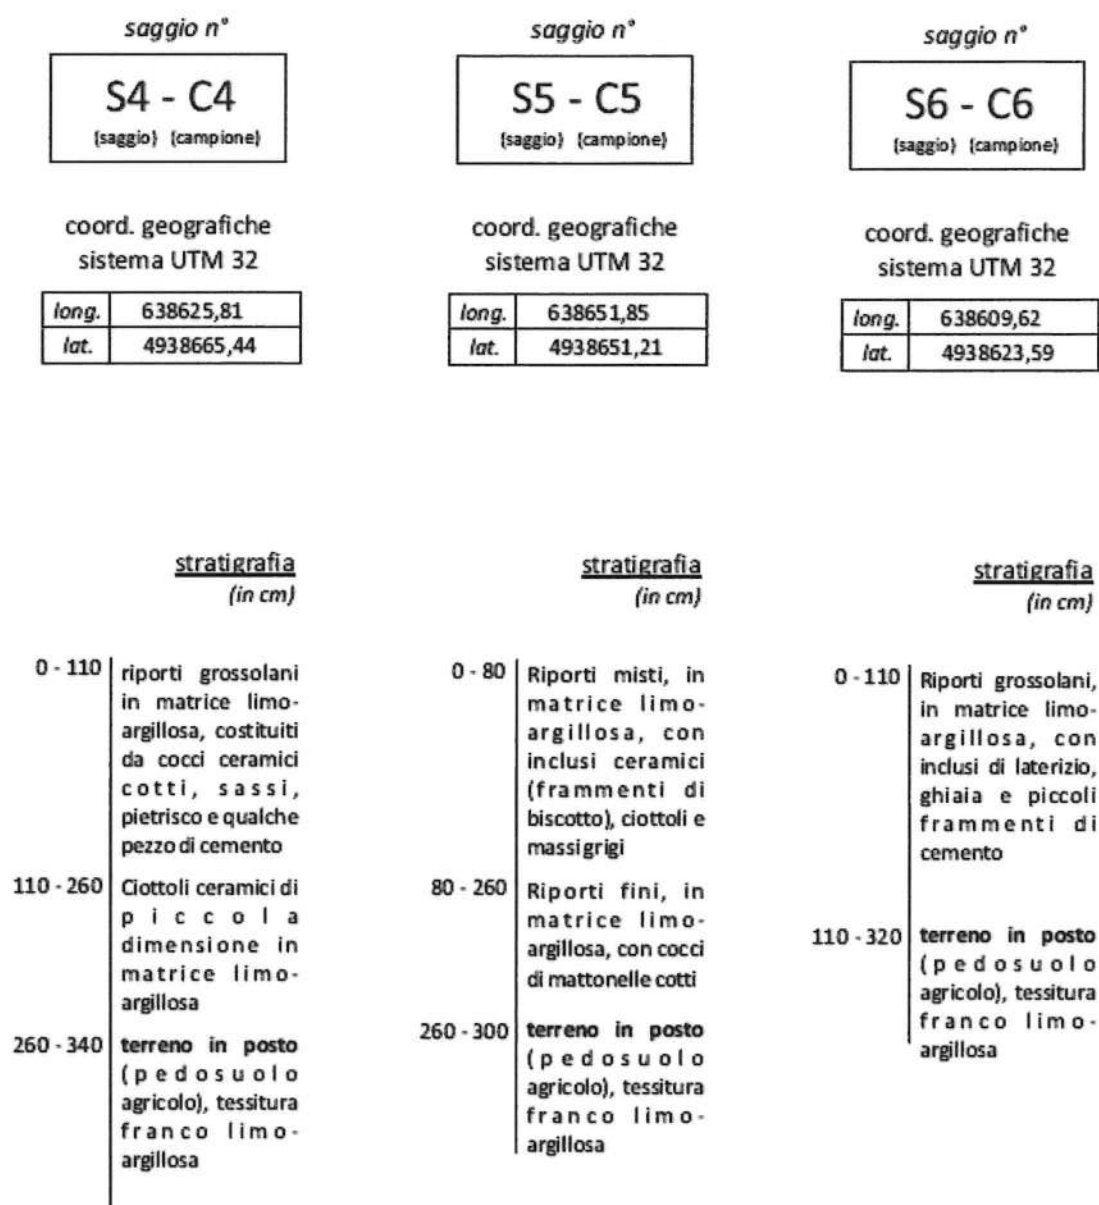 saggio n°
S4 - C4
(saggio) (campione)
coord. geografiche
sistema UTM 32
long. 638625,81
lat. 4938665,44
stratigrafia
(in cm)
0 - 110 riporti grossolani
in matrice limo-
argillosa, costituiti
da cocci ceramici
cotti, sassi,
pietrisco e qualche
pezzo di cemento
110 - 260 Ciottoli ceramici di
piccola
dimensione in
matrice limo-
argillosa
260 - 340 terreno in posto
(pedosuolo
agricolo), tessitura
franco limo-
argillosa
saggio n°
S5 - C5
(saggio) (campione)
coord. geografiche
sistema UTM 32
long. 638651,85
lat. 4938651,21
stratigrafia
(in cm)
0 - 80 Riporti misti, in
matrice limo-
argillosa, con
inclusi ceramici
(frammenti di
biscotto), ciottoli e
massi grigi
80 - 260 Riporti fini, in
matrice limo-
argillosa, con cocci
di mattonelle cotti
260 - 300 terreno in posto
(pedosuolo
agricolo), tessitura
franco limo-
argillosa
saggio n°
S6 - C6
(saggio) (campione)
coord. geografiche
sistema UTM 32
long. 638609,62
lat. 4938623,59
stratigrafia
(in cm)
0 - 110 Riporti grossolani,
in matrice limo-
argillosa, con
inclusi di laterizio,
ghiaia e piccoli
frammenti di
cemento
110 - 320 terreno in posto
(pedosuolo
agricolo), tessitura
franco limo-
argillosa